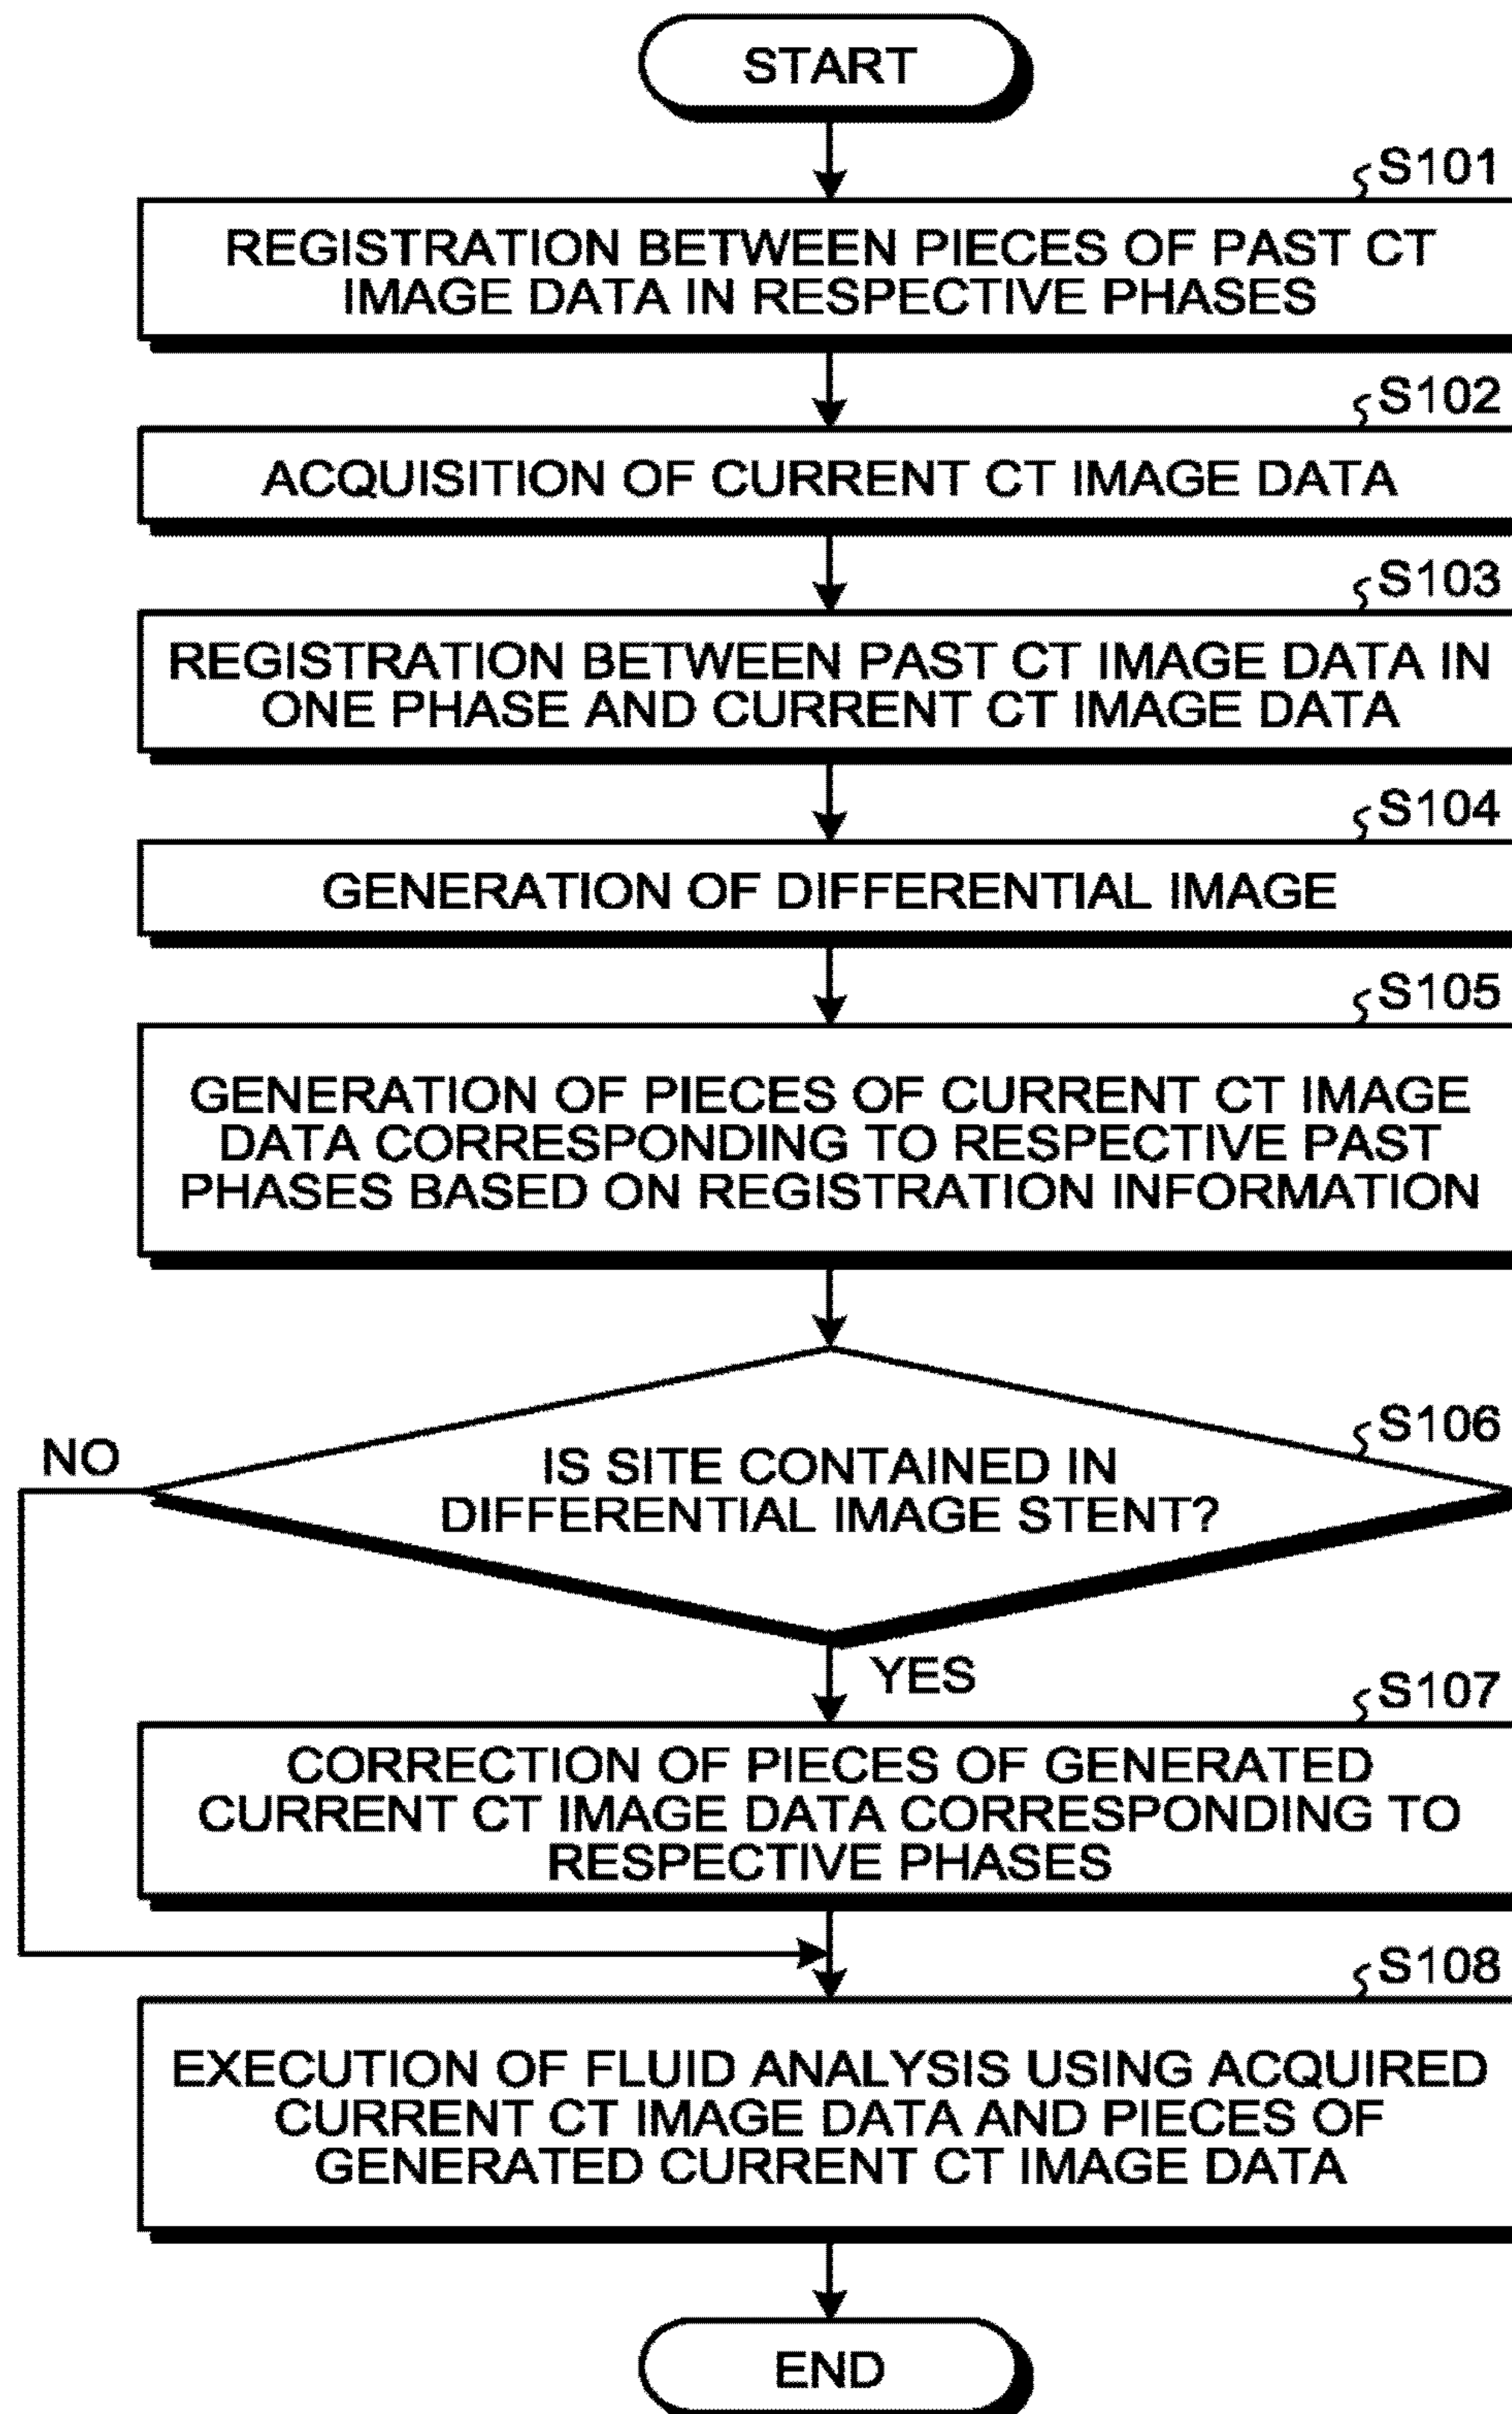 START
S101
REGISTRATION BETWEEN PIECES OF PAST CT
IMAGE DATA IN RESPECTIVE PHASES
S102
ACQUISITION OF CURRENT CT IMAGE DATA
S103
REGISTRATION BETWEEN PAST CT IMAGE DATA IN
ONE PHASE AND CURRENT CT IMAGE DATA
S104
GENERATION OF DIFFERENTIAL IMAGE
S105
GENERATION OF PIECES OF CURRENT CT IMAGE
DATA CORRESPONDING TO RESPECTIVE PAST
PHASES BASED ON REGISTRATION INFORMATION
S106
NO
IS SITE CONTAINED IN
DIFFERENTIAL IMAGE STENT?
YES
S107
CORRECTION OF PIECES OF GENERATED
CURRENT CT IMAGE DATA CORRESPONDING TO
RESPECTIVE PHASES
S108
EXECUTION OF FLUID ANALYSIS USING ACQUIRED
CURRENT CT IMAGE DATA AND PIECES OF
GENERATED CURRENT CT IMAGE DATA
END